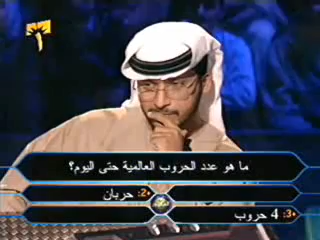 ما هو عدد الحروب العالمية حتى اليوم؟
2: حربان
3: 4 حروب